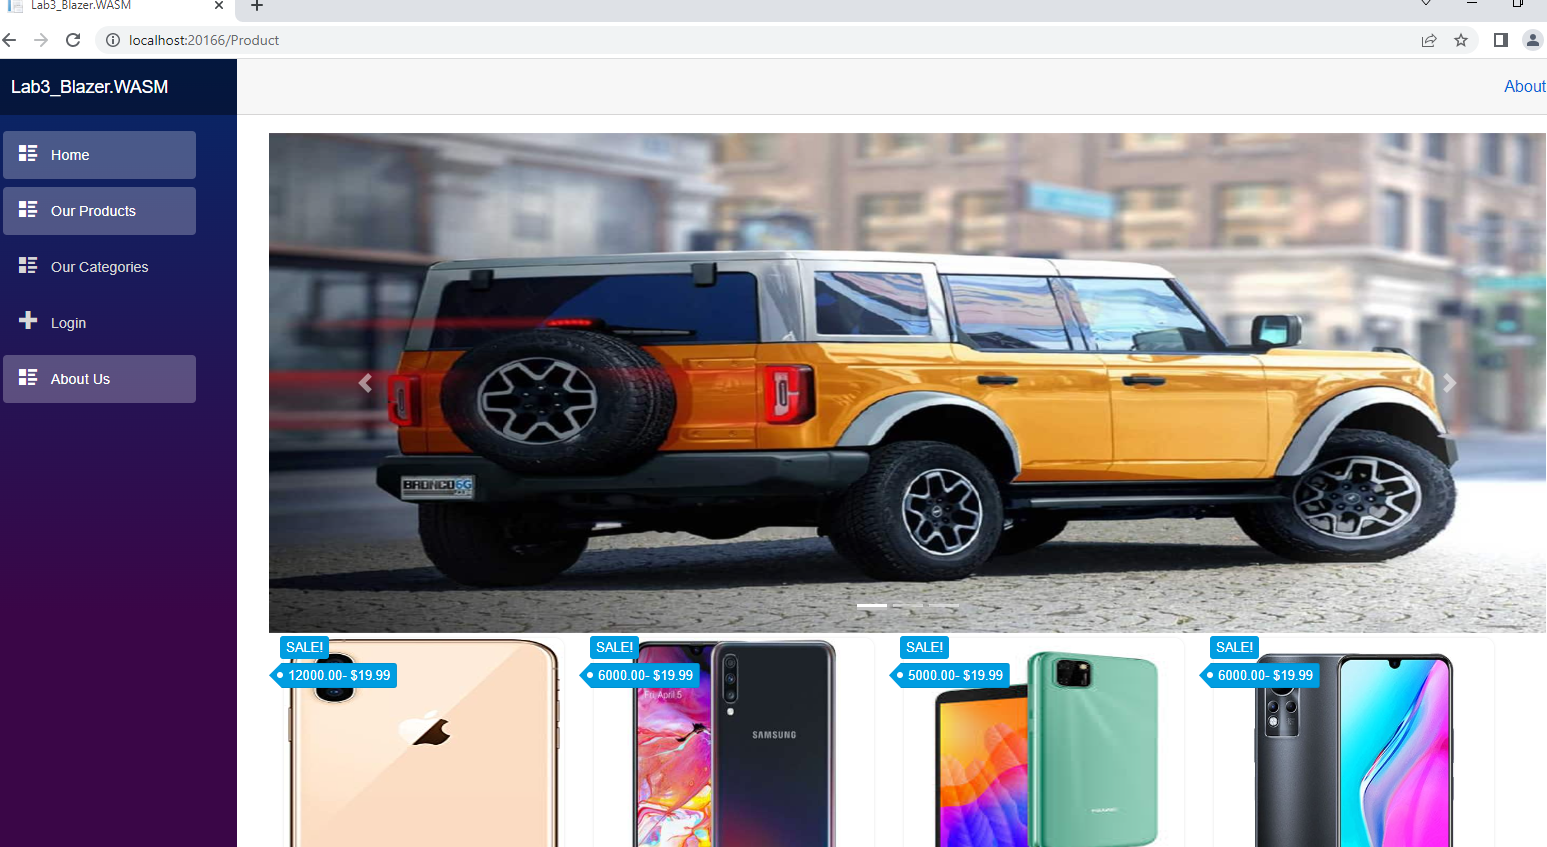 Lab3_Blazer.WASM
localhost:20166/Product
Lab3_Blazer.WASM
About
Home
Our Products
Our Categories
Login
About Us
BRONCO6G
SALE!
SALE!
SALE!
SALE!
12000.00- $19.99
6000.00- $19.99
5000.00- $19.99
6000.00- $19.99
Fri, April 5
SAMSUNG